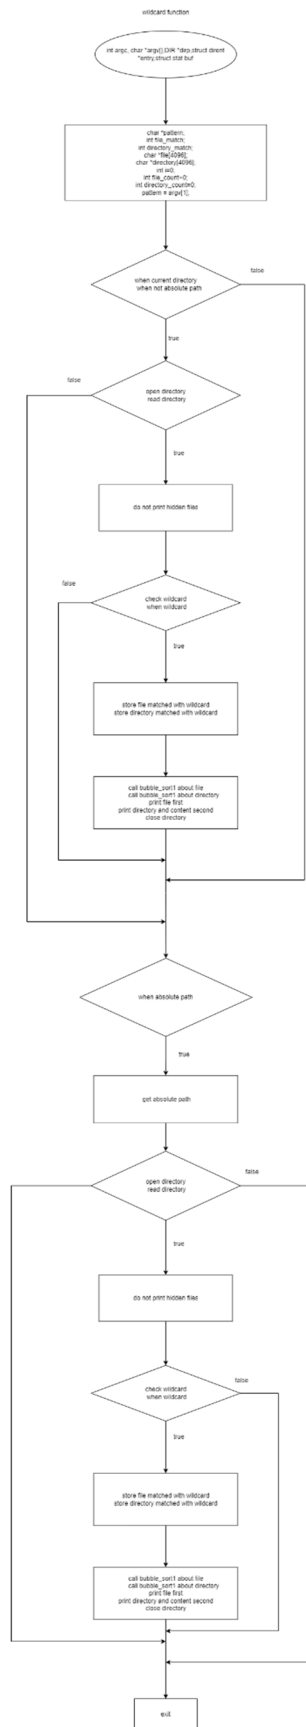 wildcard function
int argc, char *argv[],DIR *dirp,struct dirent
*entry,struct stat buf
char *pattern;
int file_match;
int directory_match;
char *file[4096];
char *directory[4096];
int i=0;
int file_count=0;
int directory_count=0;
pattern = argv[1];
when current directory
when not absolute path
false
true
false
open directory
read directory
true
do not print hidden files
false
check wildcard
when wildcard
true
store file matched with wildcard
store directory matched with wildcard
call bubble_sort1 about file
call bubble_sort1 about directory
print file first
print directory and content second
close directory
when absolute path
true
get absolute path
open directory
read directory
false
true
do not print hidden files
false
check wildcard
when wildcard
true
store file matched with wildcard
store directory matched with wildcard
call bubble_sort1 about file
call bubble_sort1 about directory
print file first
print directory and content second
close directory
exit